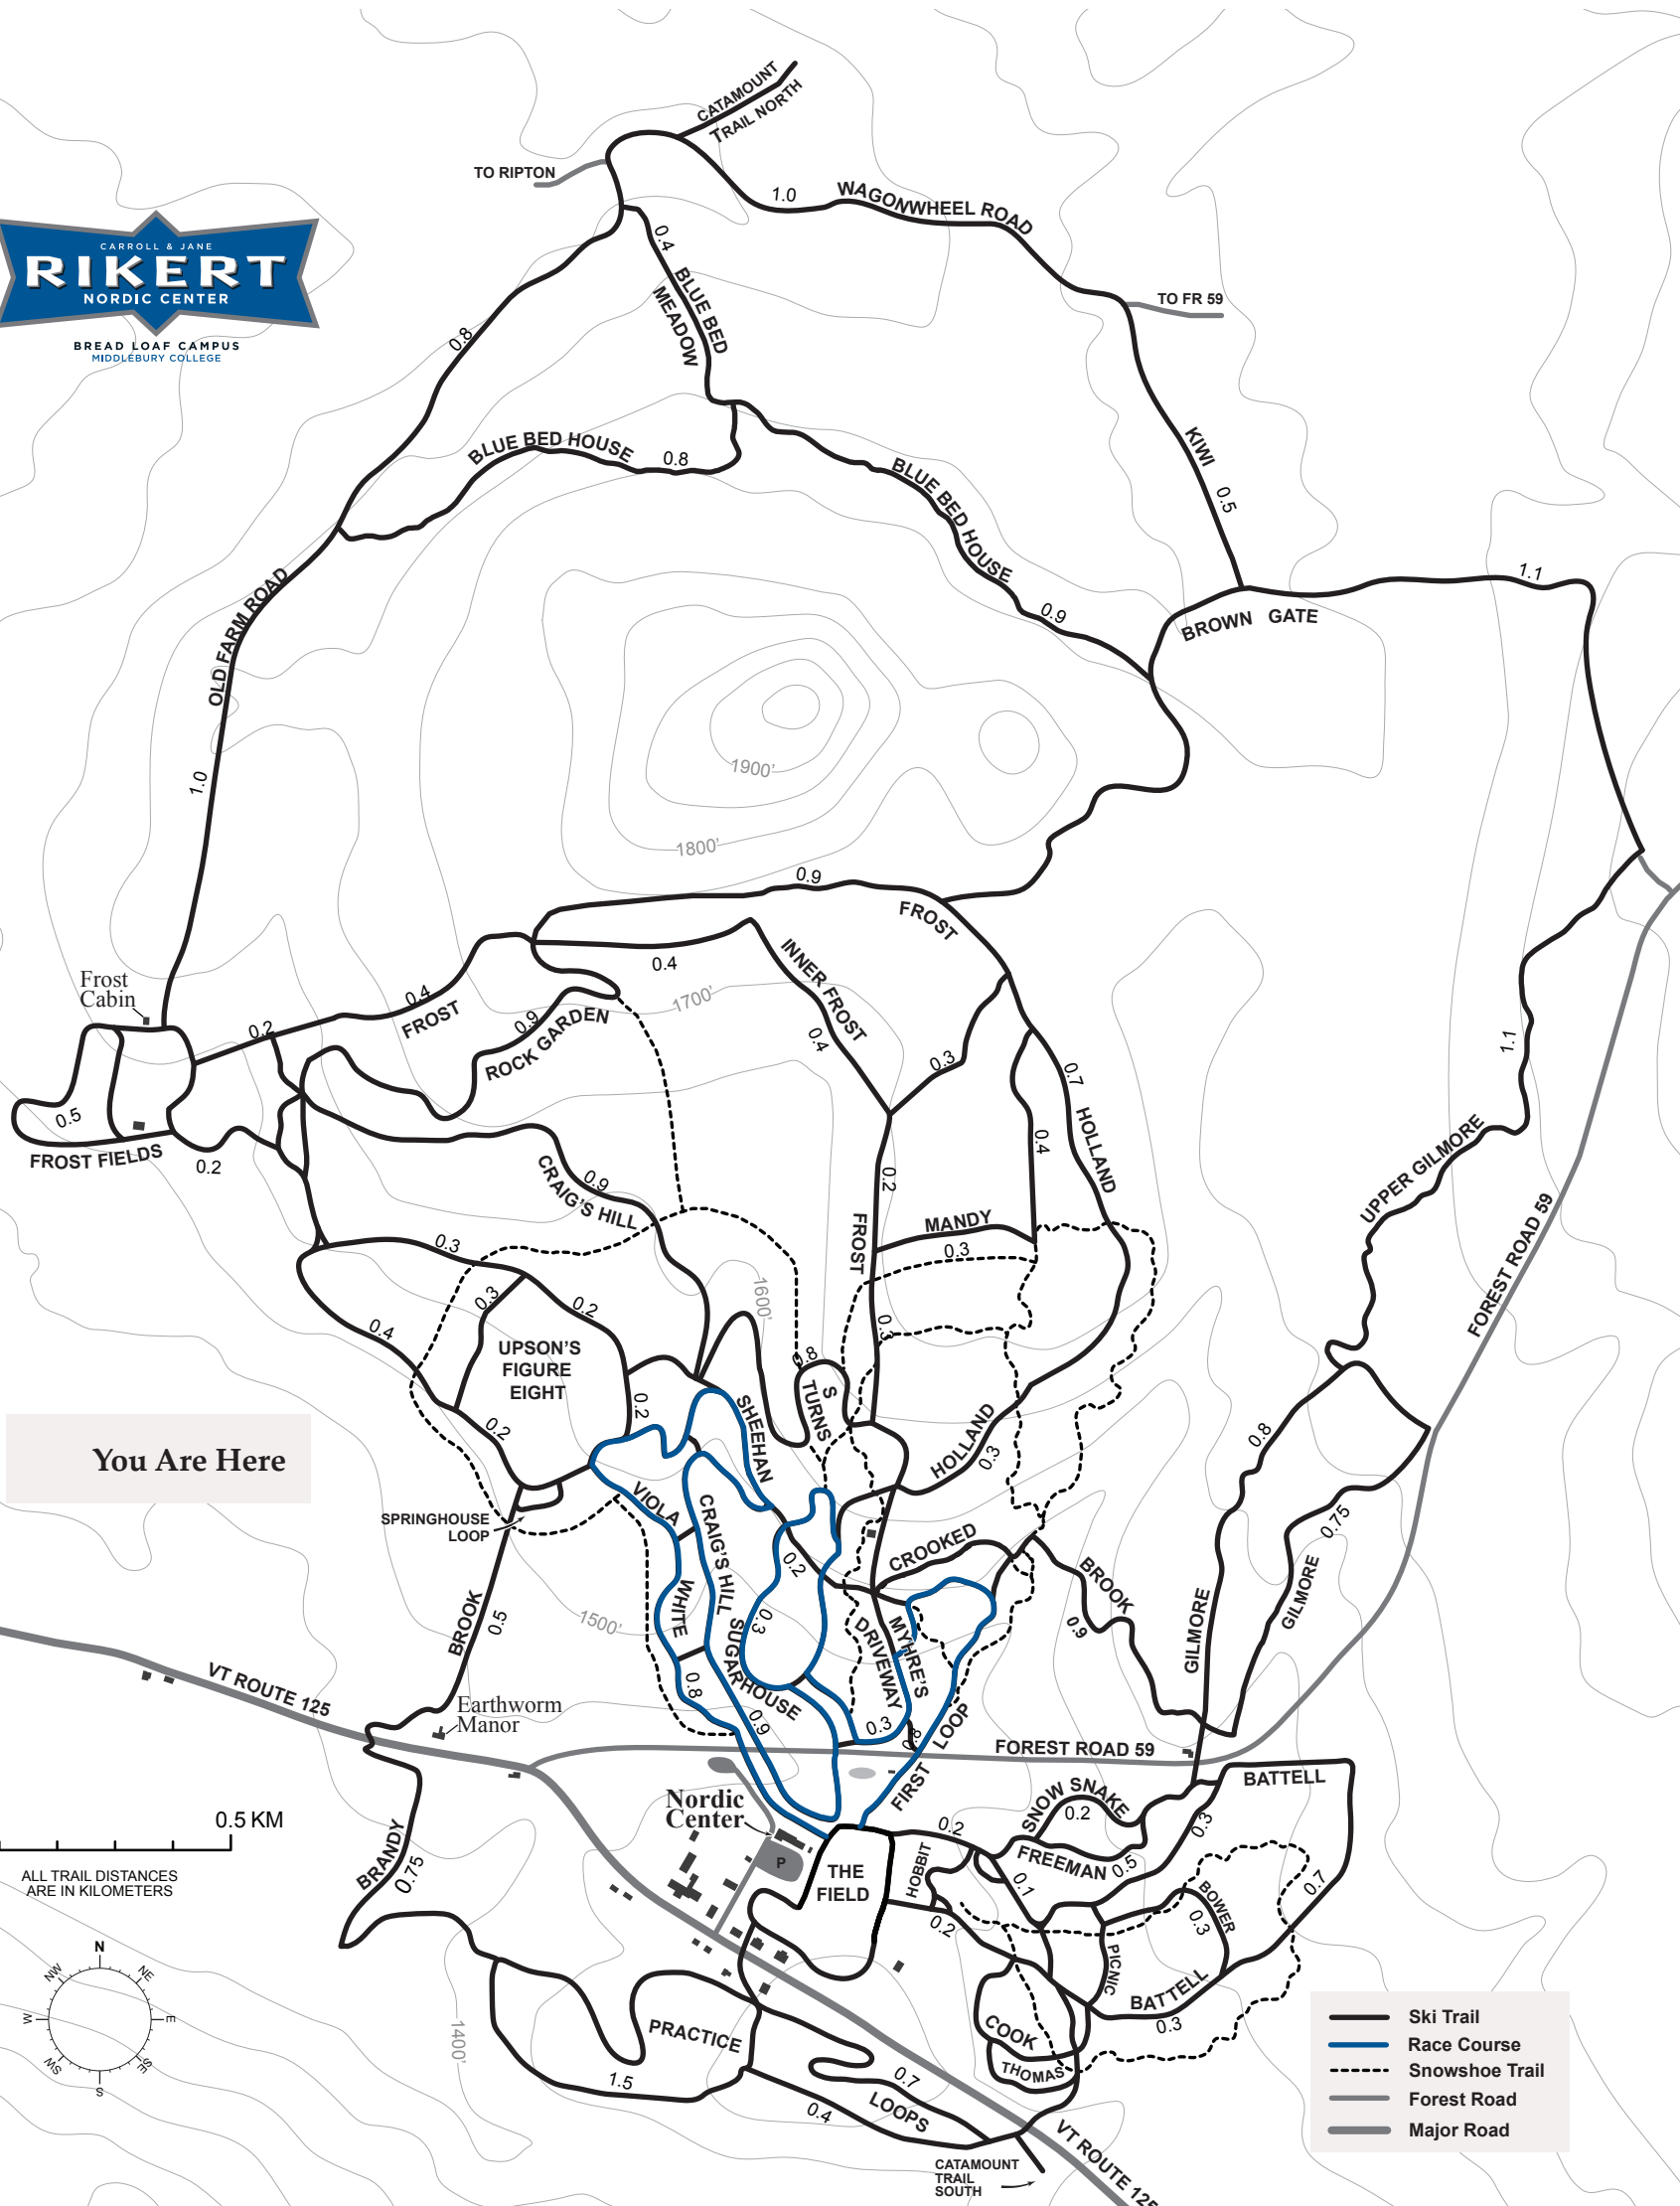 CATAMOUNT
TRAIL NORTH
TO RIPTON
1.0
WAGONWHEEL ROAD
CARROLL & JANE
RIKERT
NORDIC CENTER
BREAD LOAF CAMPUS
MIDDLEBURY COLLEGE
0.4
BLUE BED
MEADOW
TO FR 59
0.8
BLUE BED HOUSE
0.8
BLUE BED HOUSE
0.9
KIWI
0.5
1.1
BROWN GATE
OLD FARM ROAD
1.0
1900'
1800'
0.9
FROST
Frost
Cabin
0.2
0.4
FROST
0.9
ROCK GARDEN
0.4
1700'
INNER FROST
0.4
0.3
0.7
HOLLAND
1.1
0.5
FROST FIELDS
0.2
CRAIG'S HILL
0.9
0.2
0.4
UPPER GILMORE
FROST
MANDY
0.3
0.3
0.3
0.2
0.4
1600'
0.3
FOREST ROAD 59
UPSON'S
FIGURE
EIGHT
0.8
S
TURNS
0.2
0.2
SHEEHAN
HOLLAND
0.3
0.8
You Are Here
SPRINGHOUSE
LOOP
VIOLA
WHITE
CRAIG'S HILL
0.2
CROOKED
0.75
GILMORE
BROOK
0.5
1500'
0.3
SUGARHOUSE
DRIVEWAY
MYHRE'S
BROOK
0.9
GILMORE
VT ROUTE 125
Earthworm
Manor
0.8
0.9
0.3
0.8
FIRST LOOP
FOREST ROAD 59
BATTELL
Nordic
Center
P
THE
FIELD
SNOW SNAKE
0.2
0.2
HOBBIT
FREEMAN
0.5
0.3
0.1
0.2
BOWER
0.3
0.7
PICNIC
BATTELL
0.3
0.5 KM
ALL TRAIL DISTANCES
ARE IN KILOMETERS
BRANDY
0.75
N
NW
NE
W
E
SW
SE
S
1400'
PRACTICE
1.5
0.7
LOOPS
0.4
COOK
THOMAS
CATAMOUNT
TRAIL
SOUTH
VT ROUTE 125
Ski Trail
Race Course
Snowshoe Trail
Forest Road
Major Road